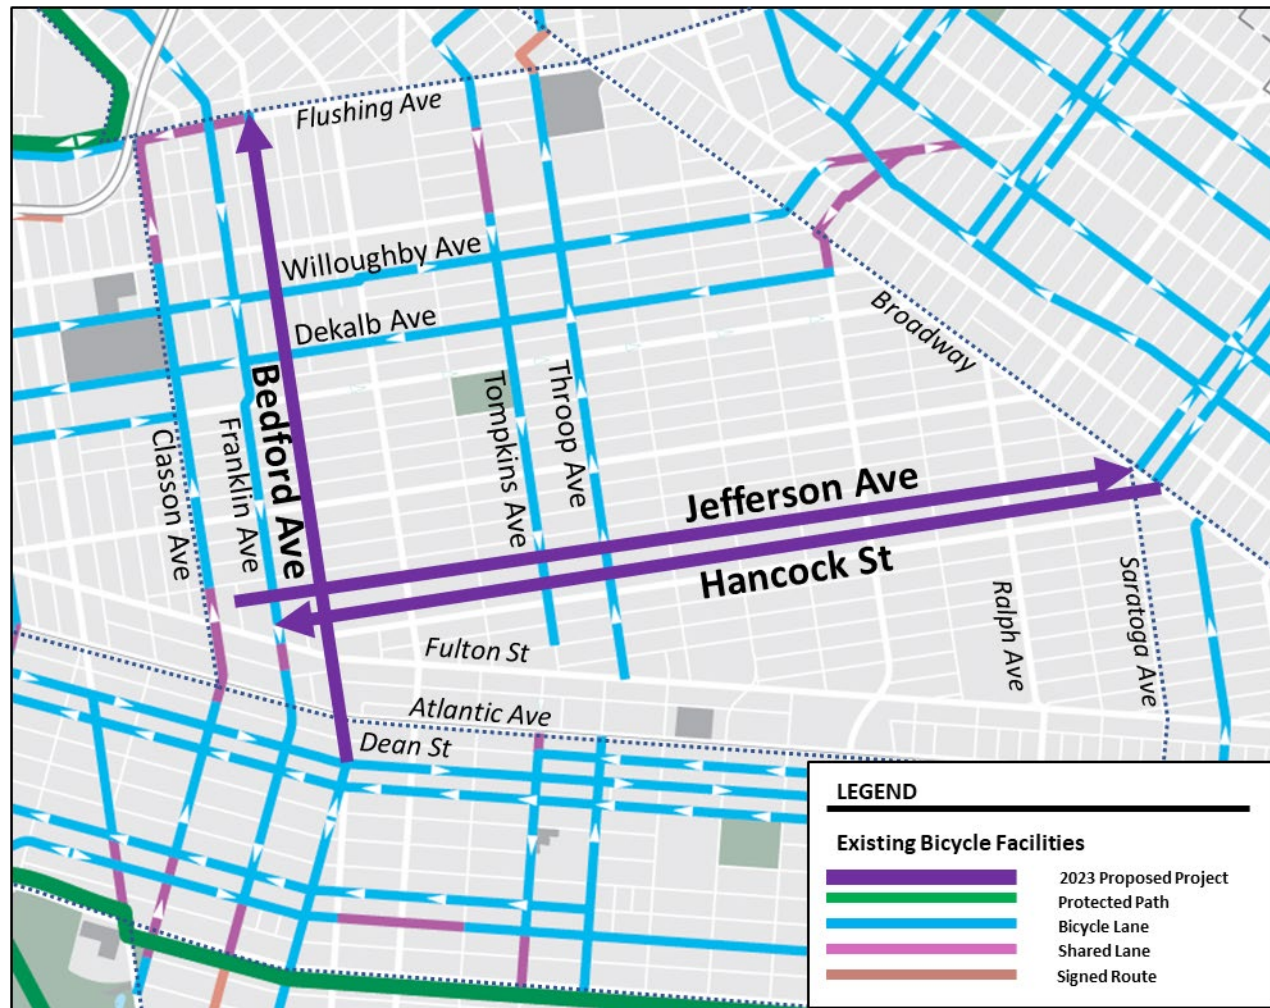 Flushing Ave
Willoughby Ave
Dekalb Ave
Broadway
Bedford Ave
Classon Ave
Franklin Ave
Tompkins Ave
Throop Ave
Jefferson Ave
Hancock St
Ralph Ave
Saratoga Ave
Fulton St
Atlantic Ave
Dean St
LEGEND
Existing Bicycle Facilities
2023 Proposed Project
Protected Path
Bicycle Lane
Shared Lane
Signed Route